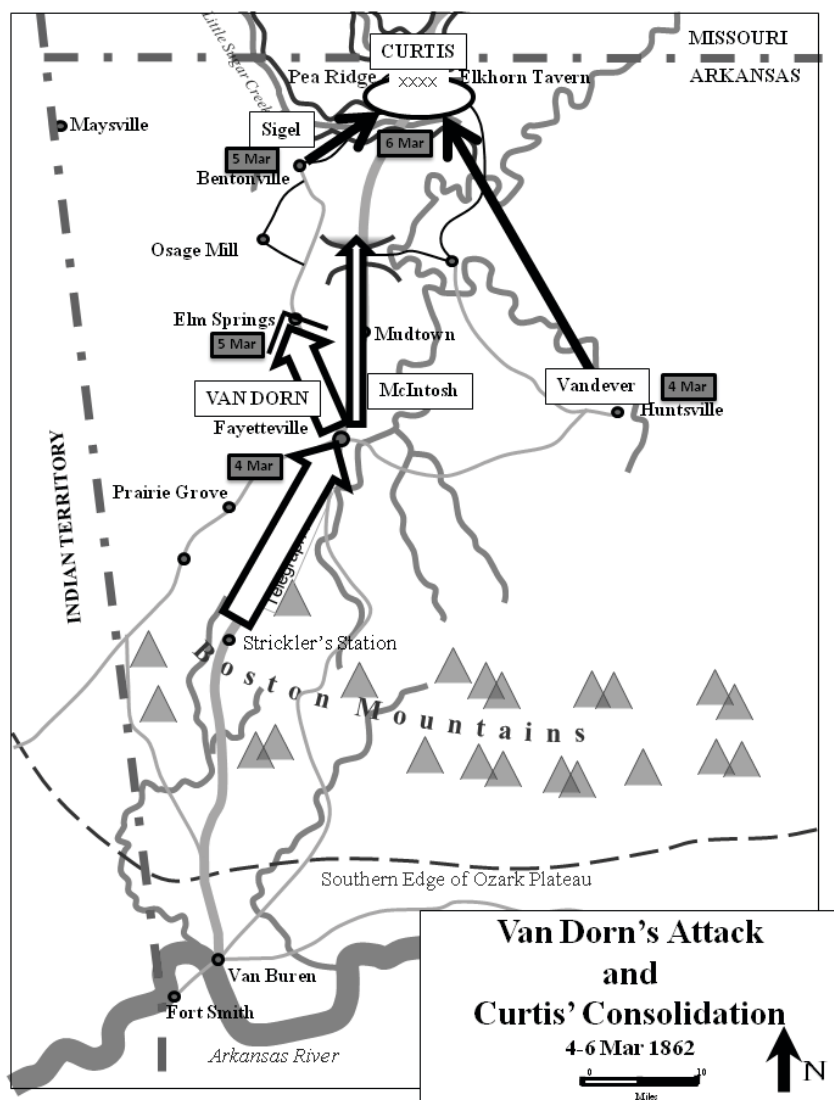 Little Sugar Creek
CURTIS
XXXX
MISSOURI
ARKANSAS
Pea Ridge
Elkhorn Tavern
Maysville
Sigel
5 Mar
6 Mar
Bentonville
Osage Mill
Elm Springs
5 Mar
Mudtown
VAN DORN
McIntosh
Vandever
4 Mar
Huntsville
Fayetteville
4 Mar
Prairie Grove
INDIAN TERRITORY
Telegraph
Strickler's Station
Boston Mountains
Southern Edge of Ozark Plateau
Van Buren
Fort Smith
Arkansas River
Van Dorn's Attack
and
Curtis' Consolidation
4-6 Mar 1862
0 10
Miles
N